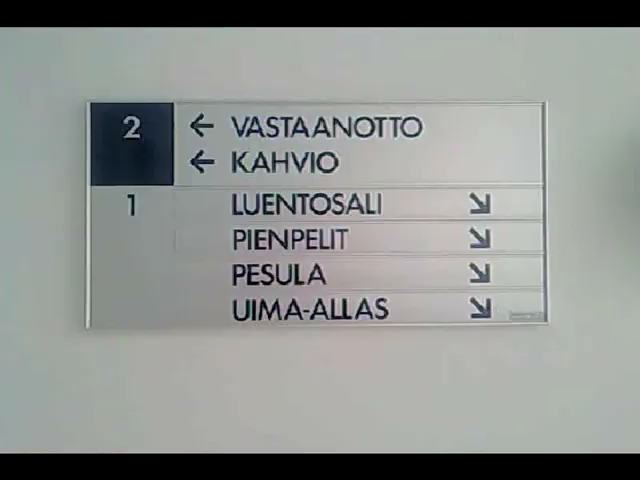 2 ← VASTAANOTTO
← KAHVIO
1 LUENTOSALI ↘
PIENPELIT ↘
PESULA ↘
UIMA-ALLAS ↘